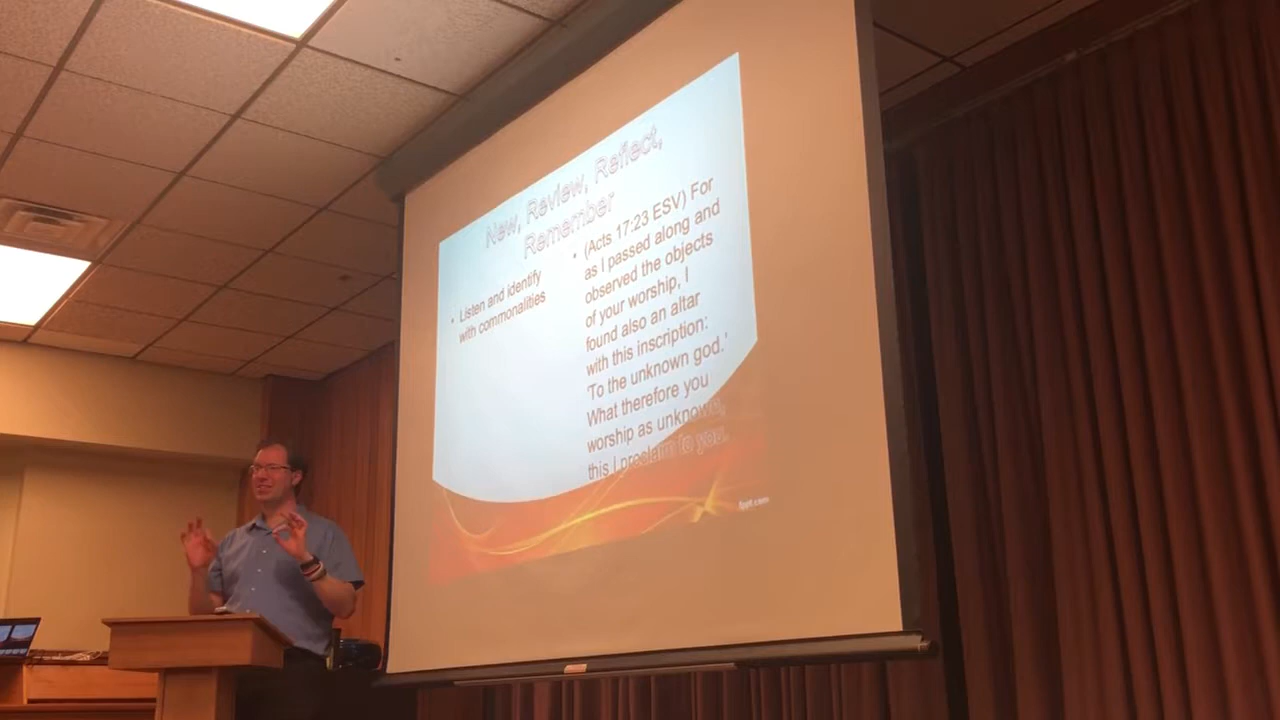 New, Review, Reflect,
Remember
• Listen and identify
with commonalities
• (Acts 17:23 ESV) For
as I passed along and
observed the objects
of your worship, I
found also an altar
with this inscription:
'To the unknown god.'
What therefore you
worship as unknown,
this I proclaim to you.
fppt.com